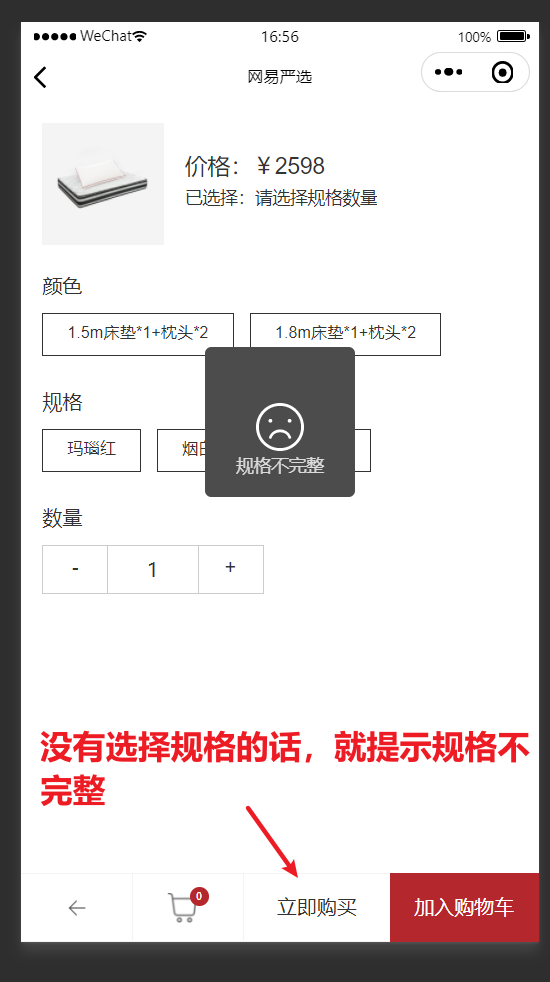 WeChat 16:56 100%
网易严选
价格：￥2598
已选择：请选择规格数量
颜色
1.5m床垫*1+枕头*2 1.8m床垫*1+枕头*2
规格
玛瑙红 烟
规格不完整
数量
- 1 +
没有选择规格的话，就提示规格不
完整
0
立即购买 加入购物车